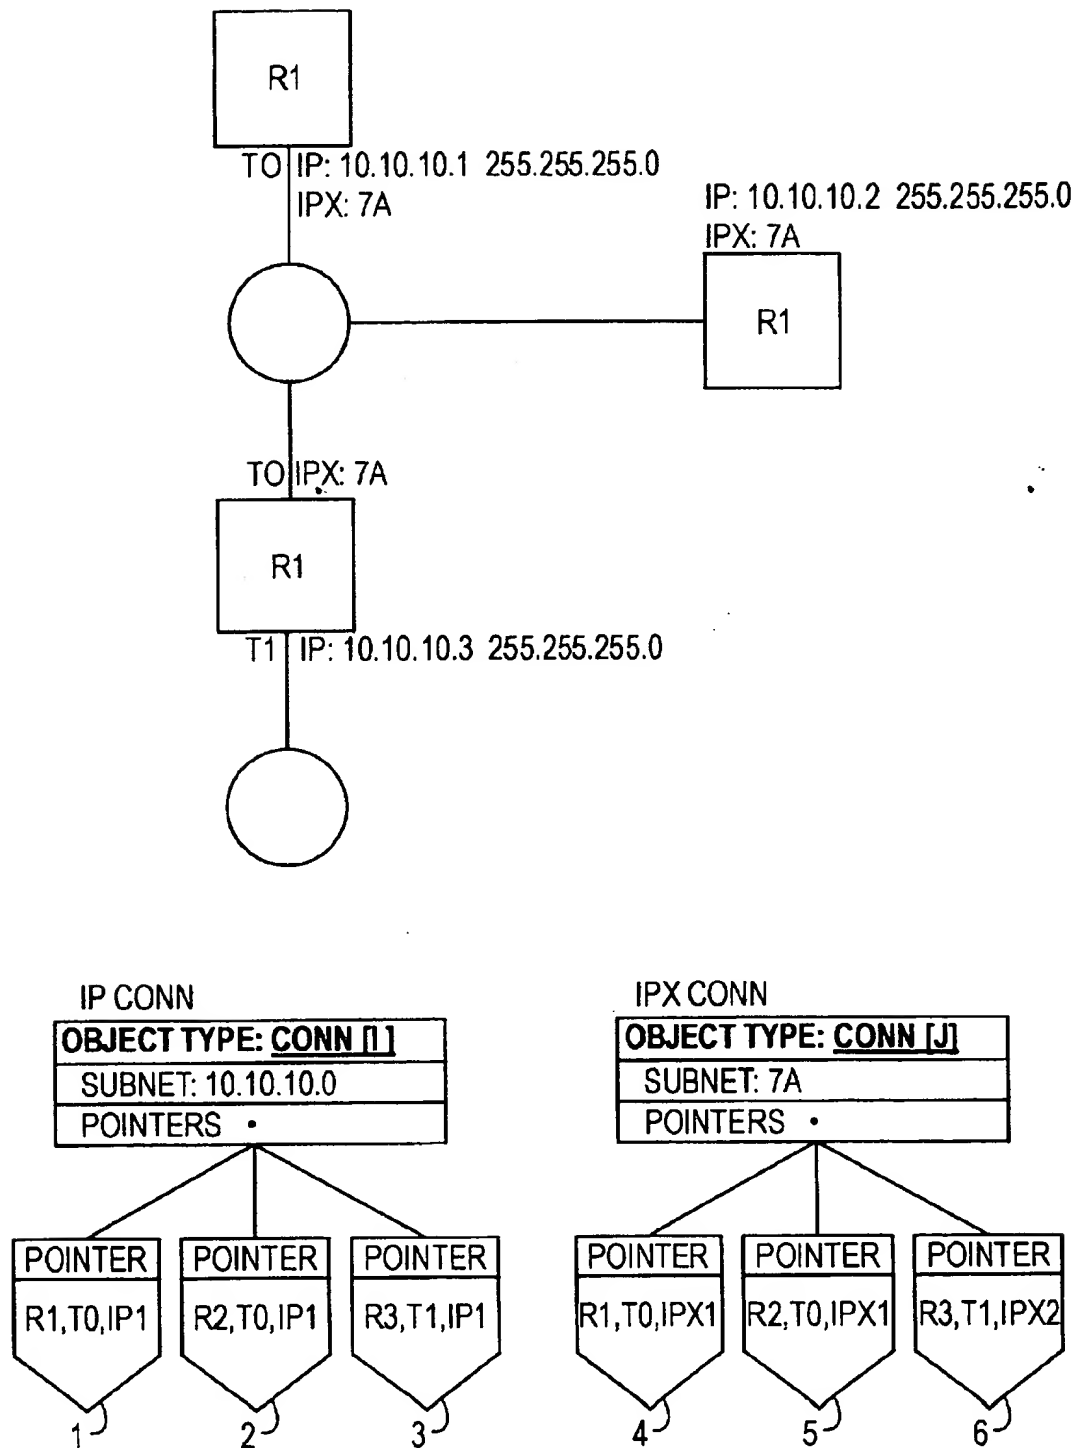 R1
TO IP: 10.10.10.1 255.255.255.0
IPX: 7A
IP: 10.10.10.2 255.255.255.0
IPX: 7A
R1
TO IPX: 7A
R1
T1 IP: 10.10.10.3 255.255.255.0
IP CONN
OBJECT TYPE: CONN [I]
SUBNET: 10.10.10.0
POINTERS
POINTER
R1,T0,IP1
1
POINTER
R2,T0,IP1
2
POINTER
R3,T1,IP1
3
IPX CONN
OBJECT TYPE: CONN [J]
SUBNET: 7A
POINTERS
POINTER
R1,T0,IPX1
4
POINTER
R2,T0,IPX1
5
POINTER
R3,T1,IPX2
6